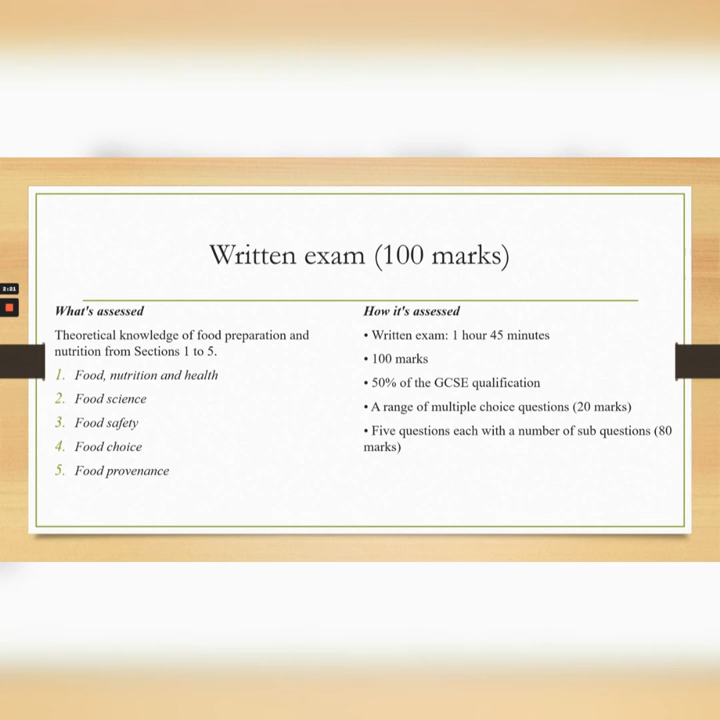 Written exam (100 marks)
What's assessed
Theoretical knowledge of food preparation and
nutrition from Sections 1 to 5.
1. Food, nutrition and health
2. Food science
3. Food safety
4. Food choice
5. Food provenance
How it's assessed
• Written exam: 1 hour 45 minutes
• 100 marks
• 50% of the GCSE qualification
• A range of multiple choice questions (20 marks)
• Five questions each with a number of sub questions (80
marks)
2:21